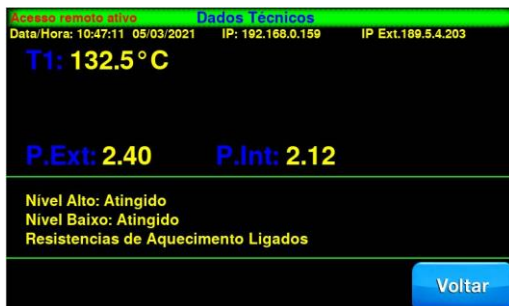 Acesso remoto ativo Dados Técnicos
Data/Hora: 10:47:11 05/03/2021 IP: 192.168.0.159 IP Ext.189.5.4.203
T1: 132.5°C
P.Ext: 2.40 P.Int: 2.12
Nível Alto: Atingido
Nível Baixo: Atingido
Resistencias de Aquecimento Ligados
Voltar